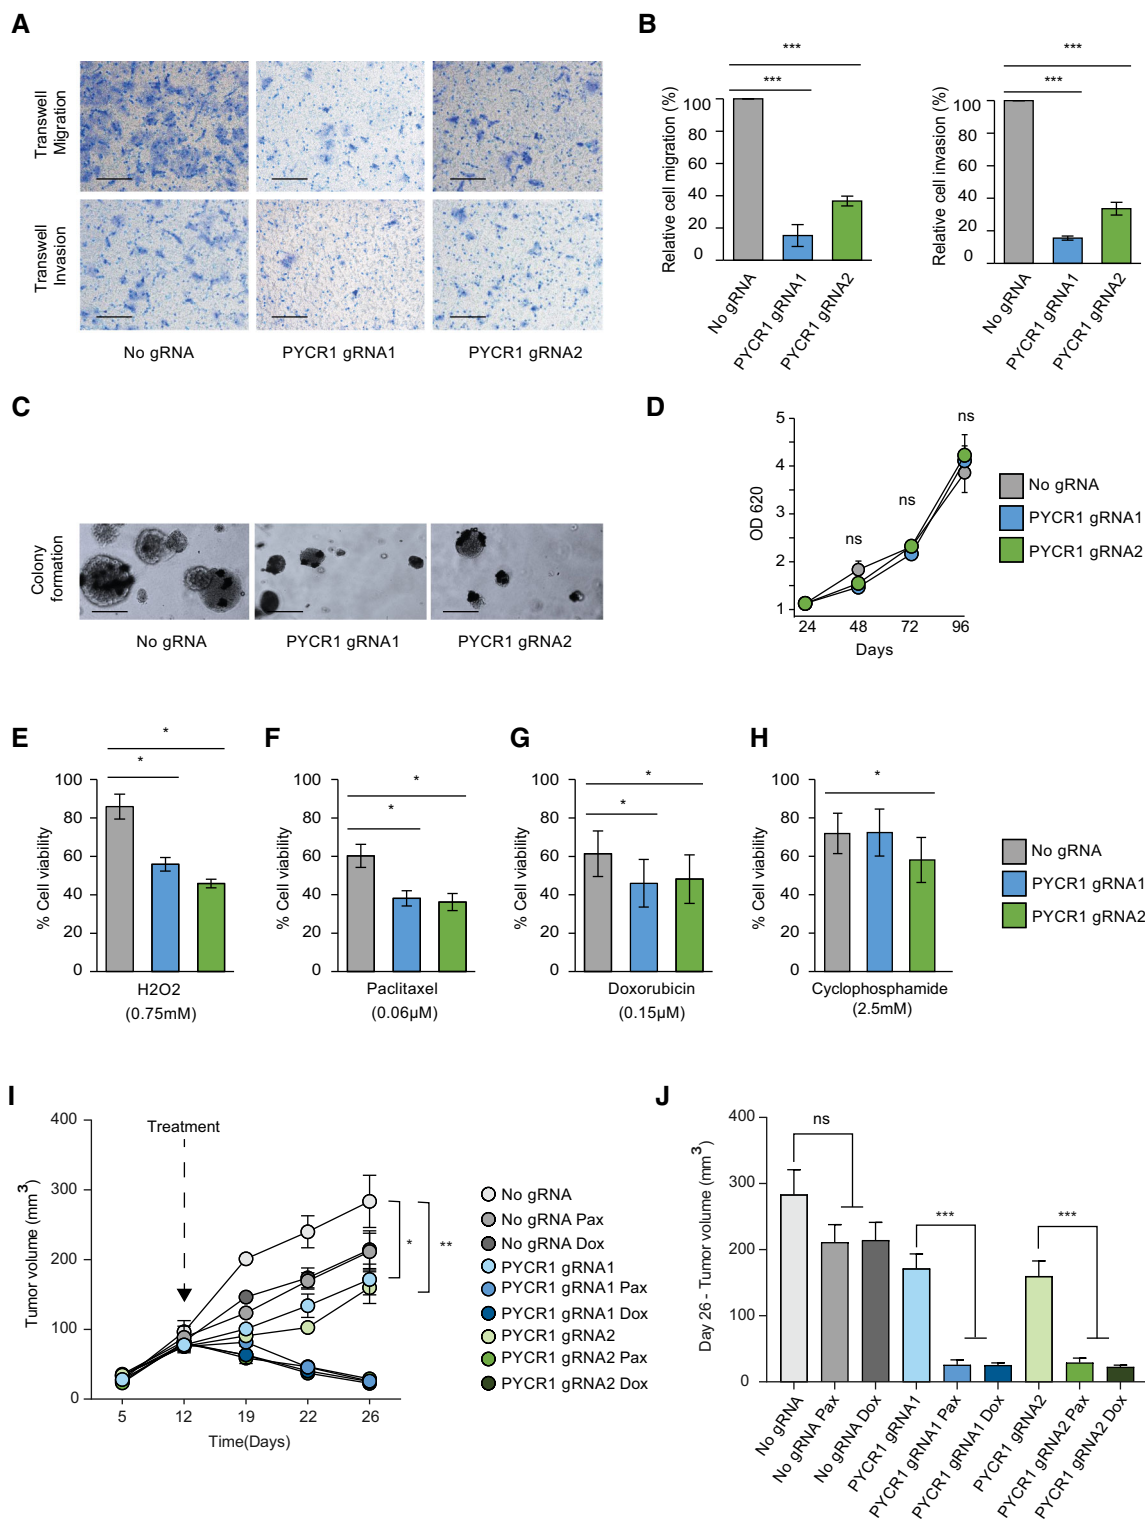 A
Transwell
Migration
Transwell
Invasion
No gRNA
PYCR1 gRNA1
PYCR1 gRNA2
B
***
***
Relative cell migration (%)
100
80
60
40
20
0
No gRNA
PYCR1 gRNA1
PYCR1 gRNA2
***
***
Relative cell invasion (%)
100
80
60
40
20
0
No gRNA
PYCR1 gRNA1
PYCR1 gRNA2
C
Colony
formation
No gRNA
PYCR1 gRNA1
PYCR1 gRNA2
D
OD 620
5
4
3
2
1
ns
ns
ns
24 48 72 96
Days
No gRNA
PYCR1 gRNA1
PYCR1 gRNA2
E
*
*
% Cell viability
100
80
60
40
20
0
H2O2
(0.75mM)
F
*
*
% Cell viability
100
80
60
40
20
0
Paclitaxel
(0.06µM)
G
*
*
% Cell viability
100
80
60
40
20
0
Doxorubicin
(0.15µM)
H
*
% Cell viability
100
80
60
40
20
0
Cyclophosphamide
(2.5mM)
No gRNA
PYCR1 gRNA1
PYCR1 gRNA2
I
Tumor volume (mm3)
400
300
200
100
0
Treatment
*
**
5 12 19 22 26
Time(Days)
No gRNA
No gRNA Pax
No gRNA Dox
PYCR1 gRNA1
PYCR1 gRNA1 Pax
PYCR1 gRNA1 Dox
PYCR1 gRNA2
PYCR1 gRNA2 Pax
PYCR1 gRNA2 Dox
J
Day 26 - Tumor volume (mm3)
400
300
200
100
0
ns
***
***
No gRNA
No gRNA Pax
No gRNA Dox
PYCR1 gRNA1
PYCR1 gRNA1 Pax
PYCR1 gRNA1 Dox
PYCR1 gRNA2
PYCR1 gRNA2 Pax
PYCR1 gRNA2 Dox